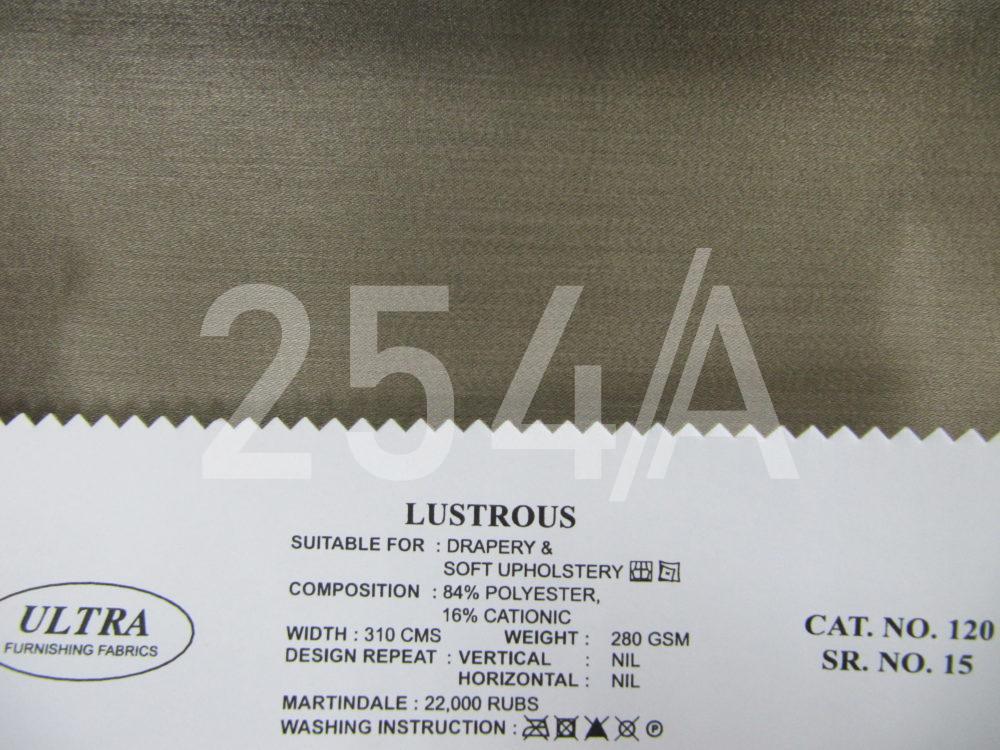 254/A
LUSTROUS
SUITABLE FOR : DRAPERY &
SOFT UPHOLSTERY
COMPOSITION : 84% POLYESTER,
16% CATIONIC
WIDTH : 310 CMS WEIGHT : 280 GSM
DESIGN REPEAT : VERTICAL : NIL
HORIZONTAL : NIL
MARTINDALE : 22,000 RUBS
WASHING INSTRUCTION : P
ULTRA
FURNISHING FABRICS
CAT. NO. 120
SR. NO. 15